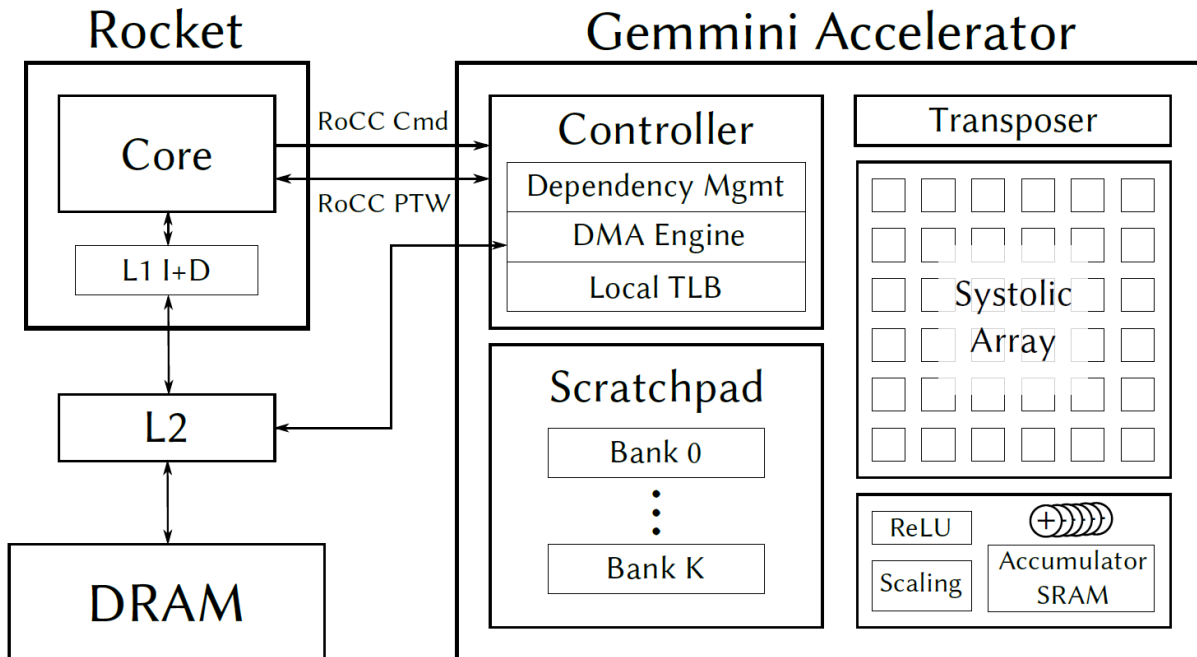 Rocket
Core
L1 I+D
L2
DRAM
RoCC Cmd
RoCC PTW
Gemmini Accelerator
Controller
Dependency Mgmt
DMA Engine
Local TLB
Scratchpad
Bank 0
Bank K
Transposer
Systolic
Array
ReLU
Scaling
+
Accumulator
SRAM